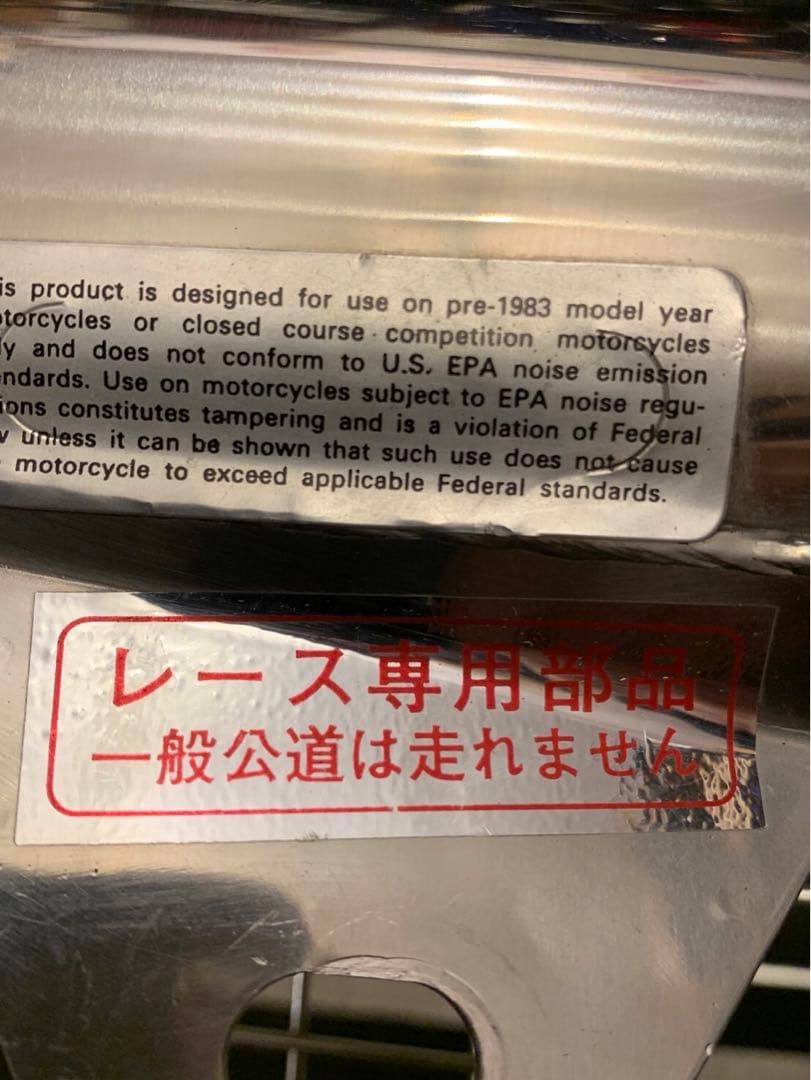 is product is designed for use on pre-1983 model year
torcycles or closed course competition motorcycles
y and does not conform to U.S. EPA noise emission
ndards. Use on motorcycles subject to EPA noise regu-
ions constitutes tampering and is a violation of Federal
unless it can be shown that such use does not cause
motorcycle to exceed applicable Federal standards.
レース専用部品
一般公道は走れません